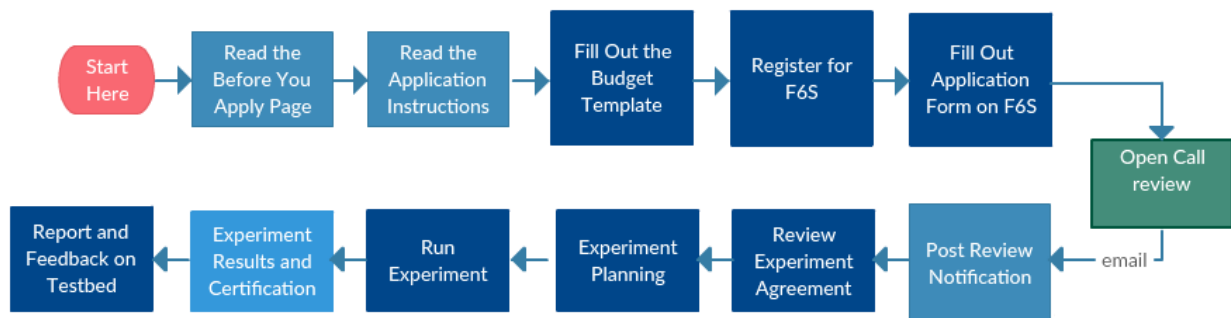 Start
Here
Read the
Before You
Apply Page
Read the
Application
Instructions
Fill Out the
Budget
Template
Register for
F6S
Fill Out
Application
Form on F6S
Open Call
review
email
Post Review
Notification
Review
Experiment
Agreement
Experiment
Planning
Run
Experiment
Experiment
Results and
Certification
Report and
Feedback on
Testbed